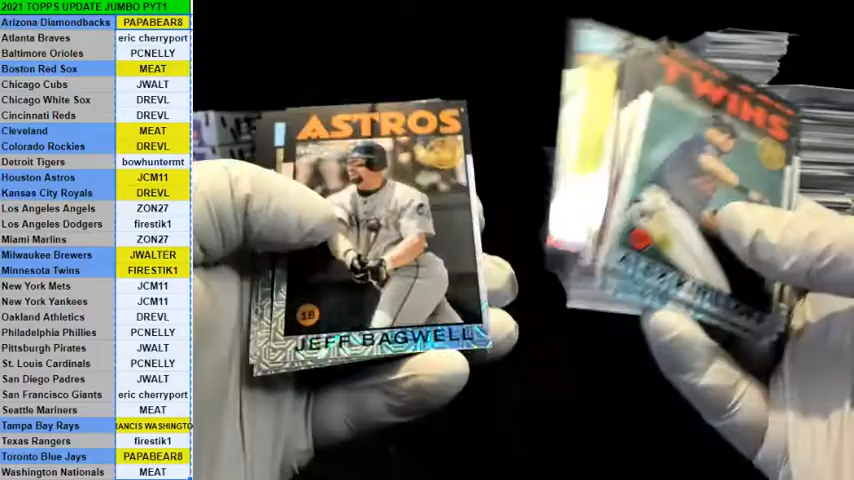 2021 TOPPS UPDATE JUMBO PYT1
Arizona Diamondbacks PAPABEAR8
Atlanta Braves eric cherryport
Baltimore Orioles PCNELLY
Boston Red Sox MEAT
Chicago Cubs JWALT
Chicago White Sox DREVL
Cincinnati Reds DREVL
Cleveland MEAT
Colorado Rockies DREVL
Detroit Tigers bowhuntermt
Houston Astros JCM11
Kansas City Royals DREVL
Los Angeles Angels ZON27
Los Angeles Dodgers firestik1
Miami Marlins ZON27
Milwaukee Brewers JWALTER
Minnesota Twins FIRESTIK1
New York Mets JCM11
New York Yankees JCM11
Oakland Athletics DREVL
Philadelphia Phillies PCNELLY
Pittsburgh Pirates JWALT
St. Louis Cardinals PCNELLY
San Diego Padres JWALT
San Francisco Giants eric cherryport
Seattle Mariners MEAT
Tampa Bay Rays RANCIS WASHINGTO
Texas Rangers firestik1
Toronto Blue Jays PAPABEAR8
Washington Nationals MEAT
ASTROS
1B
JEFF BAGWELL
TWINS